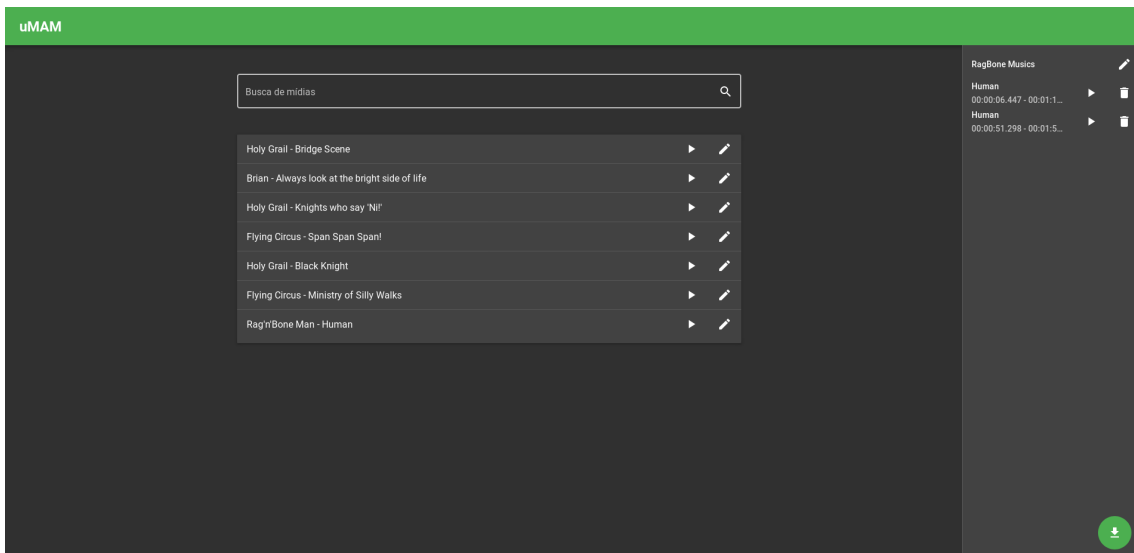 uMAM
Busca de mídias
Holy Grail - Bridge Scene
Brian - Always look at the bright side of life
Holy Grail - Knights who say 'Ni!'
Flying Circus - Span Span Span!
Holy Grail - Black Knight
Flying Circus - Ministry of Silly Walks
Rag'n'Bone Man - Human
RagBone Musics
Human
00:00:06.447 - 00:01:1...
Human
00:00:51.298 - 00:01:5...